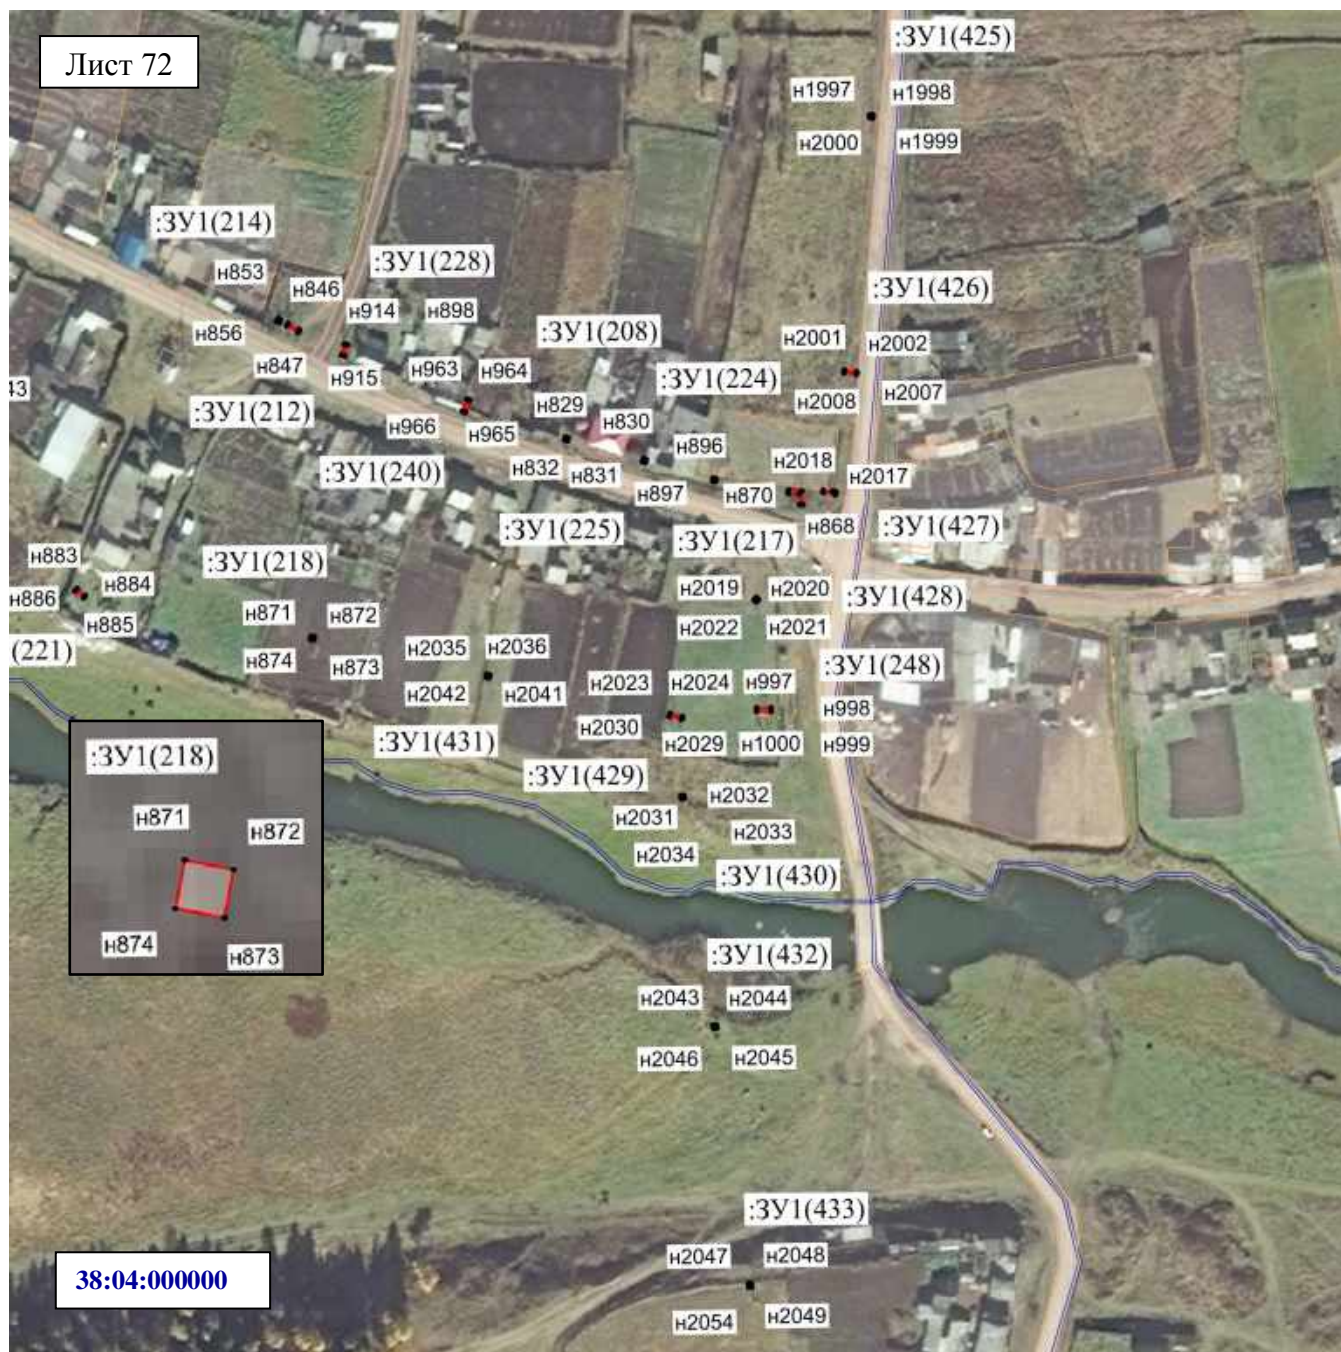 :ЗУ1(425)
Лист 72
н1997
н1998
н2000
н1999
:ЗУ1(214)
н853
:ЗУ1(228)
н846
:ЗУ1(426)
н914
н898
н856
:ЗУ1(208)
н2001
н2002
н847
н915
н963
н964
:ЗУ1(224)
43
н2008
н2007
:ЗУ1(212)
н829
н830
н966
н965
н896
:ЗУ1(240)
н832
н831
н2018
н2017
н897
н870
н868
:ЗУ1(225)
:ЗУ1(217)
:ЗУ1(427)
н883
:ЗУ1(218)
н884
н2019
н2020
н886
:ЗУ1(428)
н885
н871
н872
н2022
н2021
(221)
н2035
н2036
н874
н873
:ЗУ1(248)
н2023
н2024
н997
н2042
н2041
н998
н2030
:ЗУ1(431)
н2029
н1000
н999
:ЗУ1(218)
:ЗУ1(429)
н2032
н871
н872
н2031
н2033
н2034
:ЗУ1(430)
н874
н873
:ЗУ1(432)
н2043
н2044
н2046
н2045
:ЗУ1(433)
н2047
н2048
38:04:000000
н2054
н2049